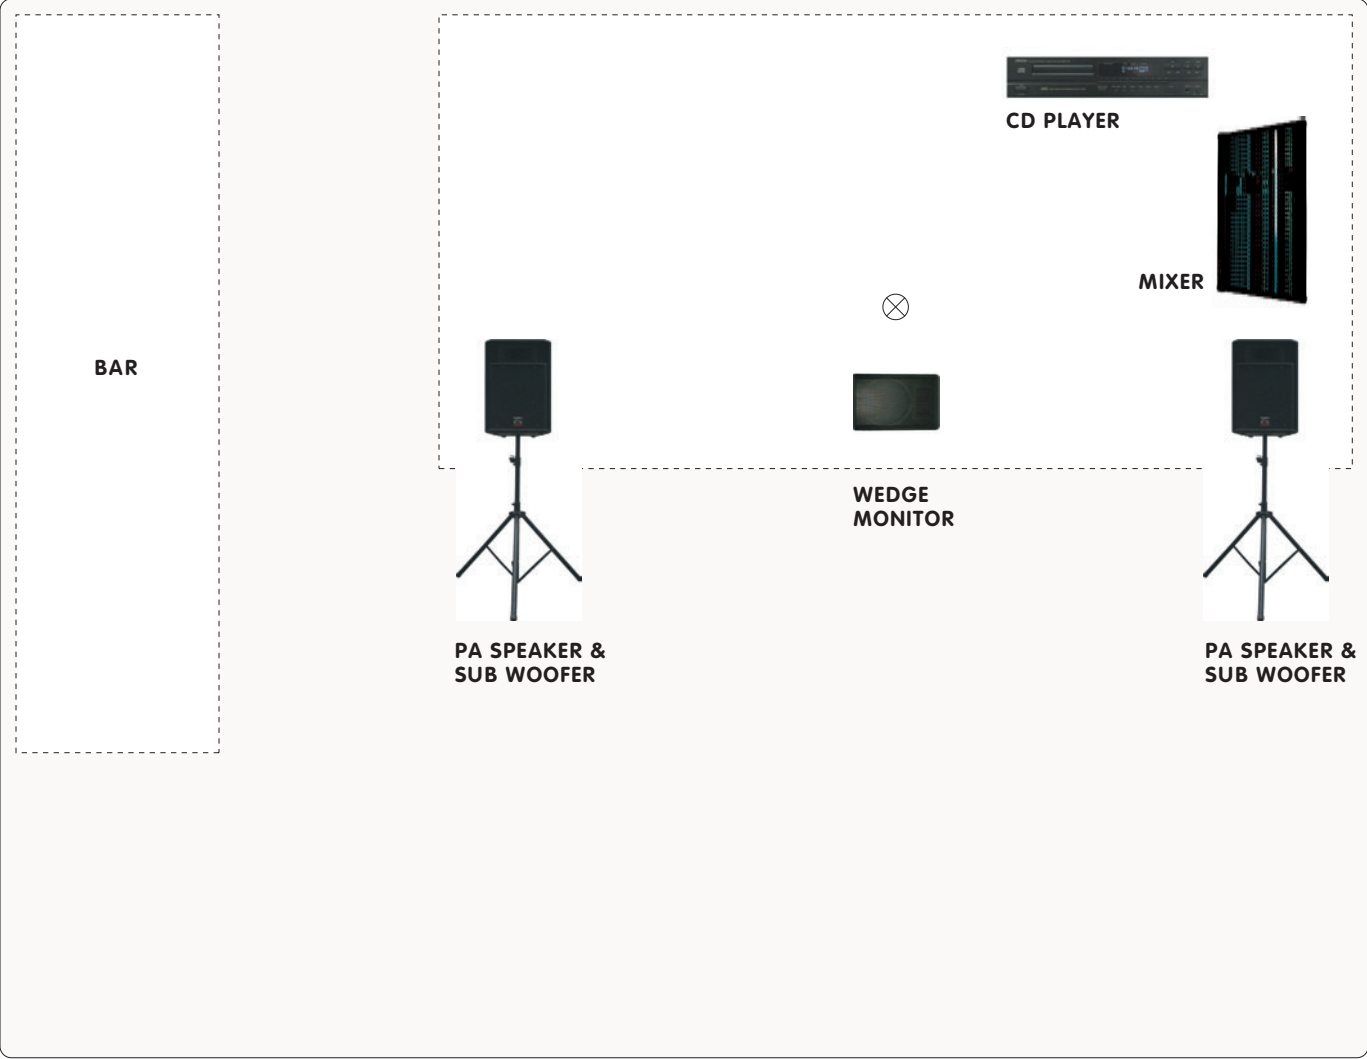 CD PLAYER
MIXER
BAR
WEDGE
MONITOR
PA SPEAKER &
SUB WOOFER
PA SPEAKER &
SUB WOOFER